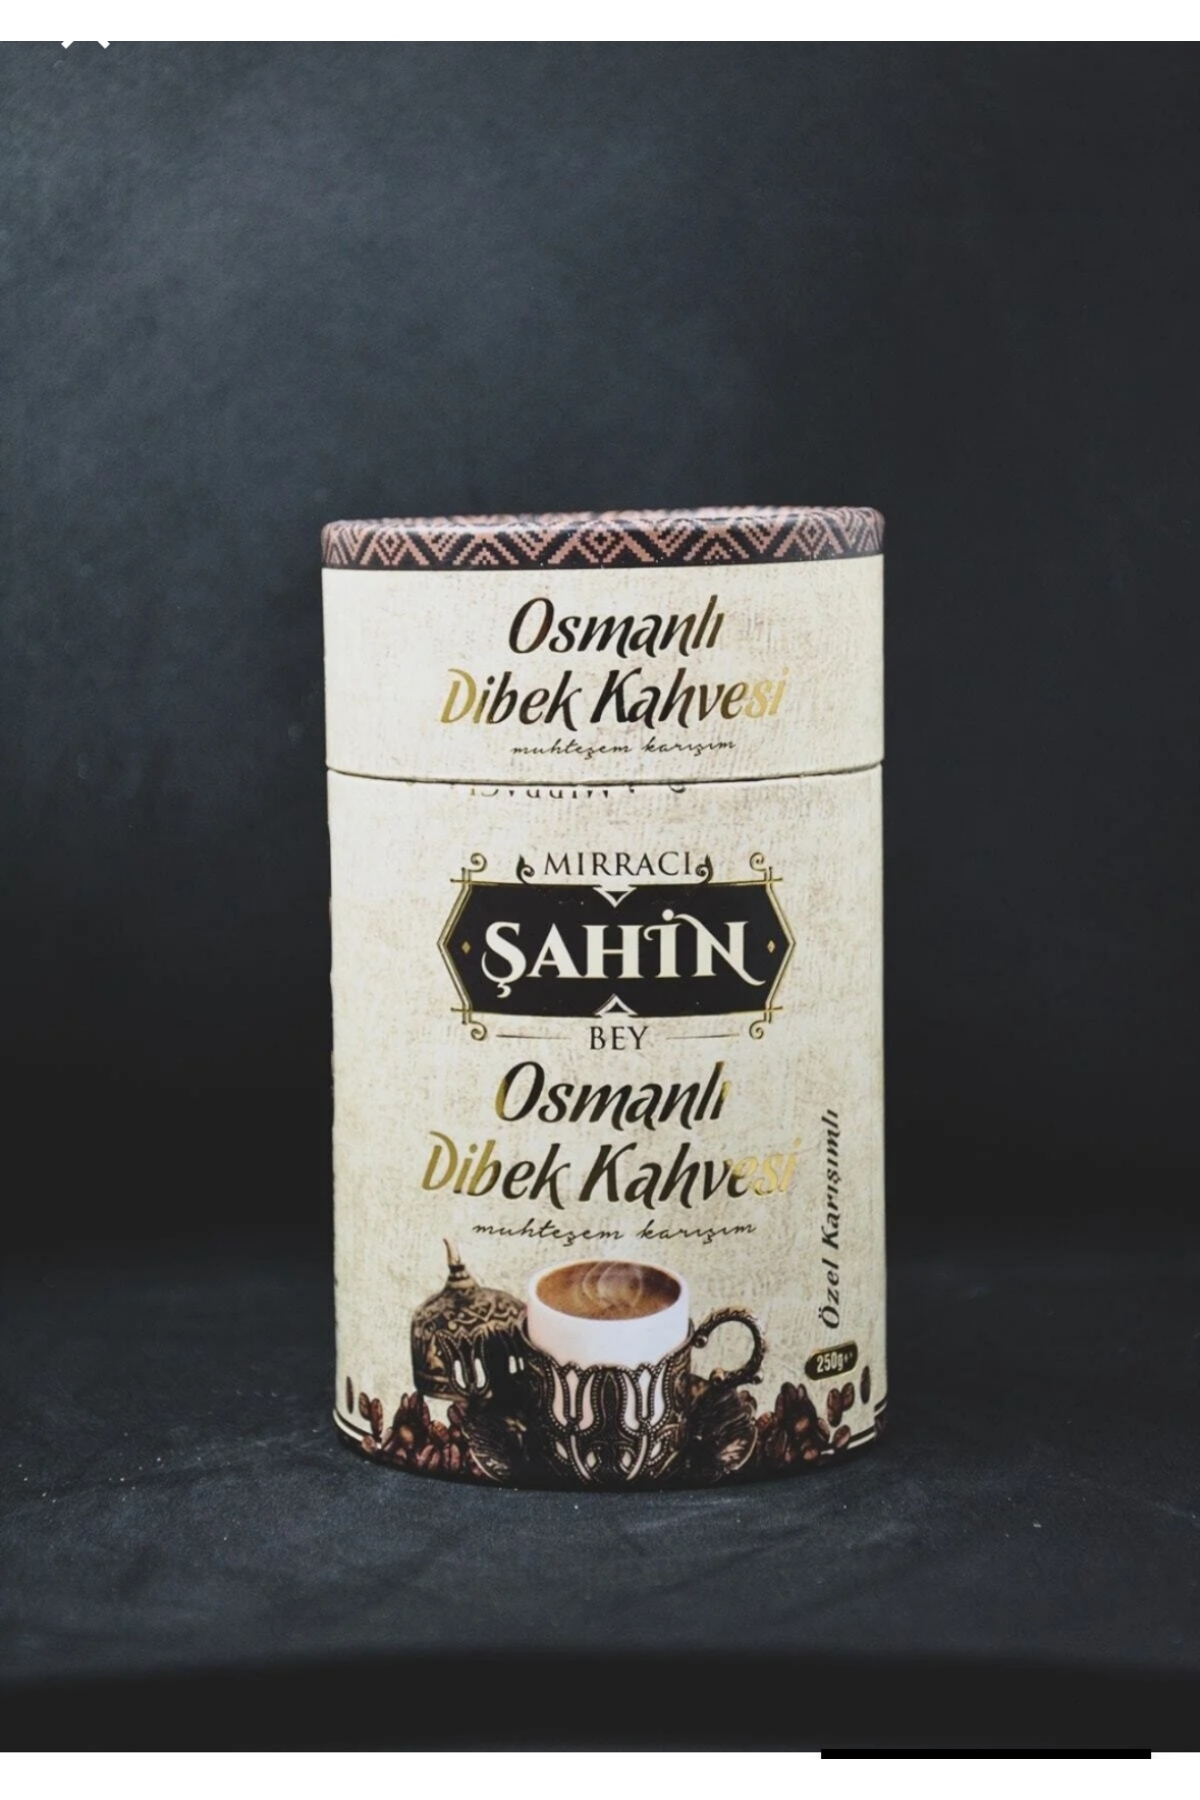 Osmanlı
Dibek Kahvesi
muhteşem karışım
MIRRACI
ŞAHİN
BEY
Osmanlı
Dibek Kahvesi
muhteşem karışım
Özel Karışımlı
250g